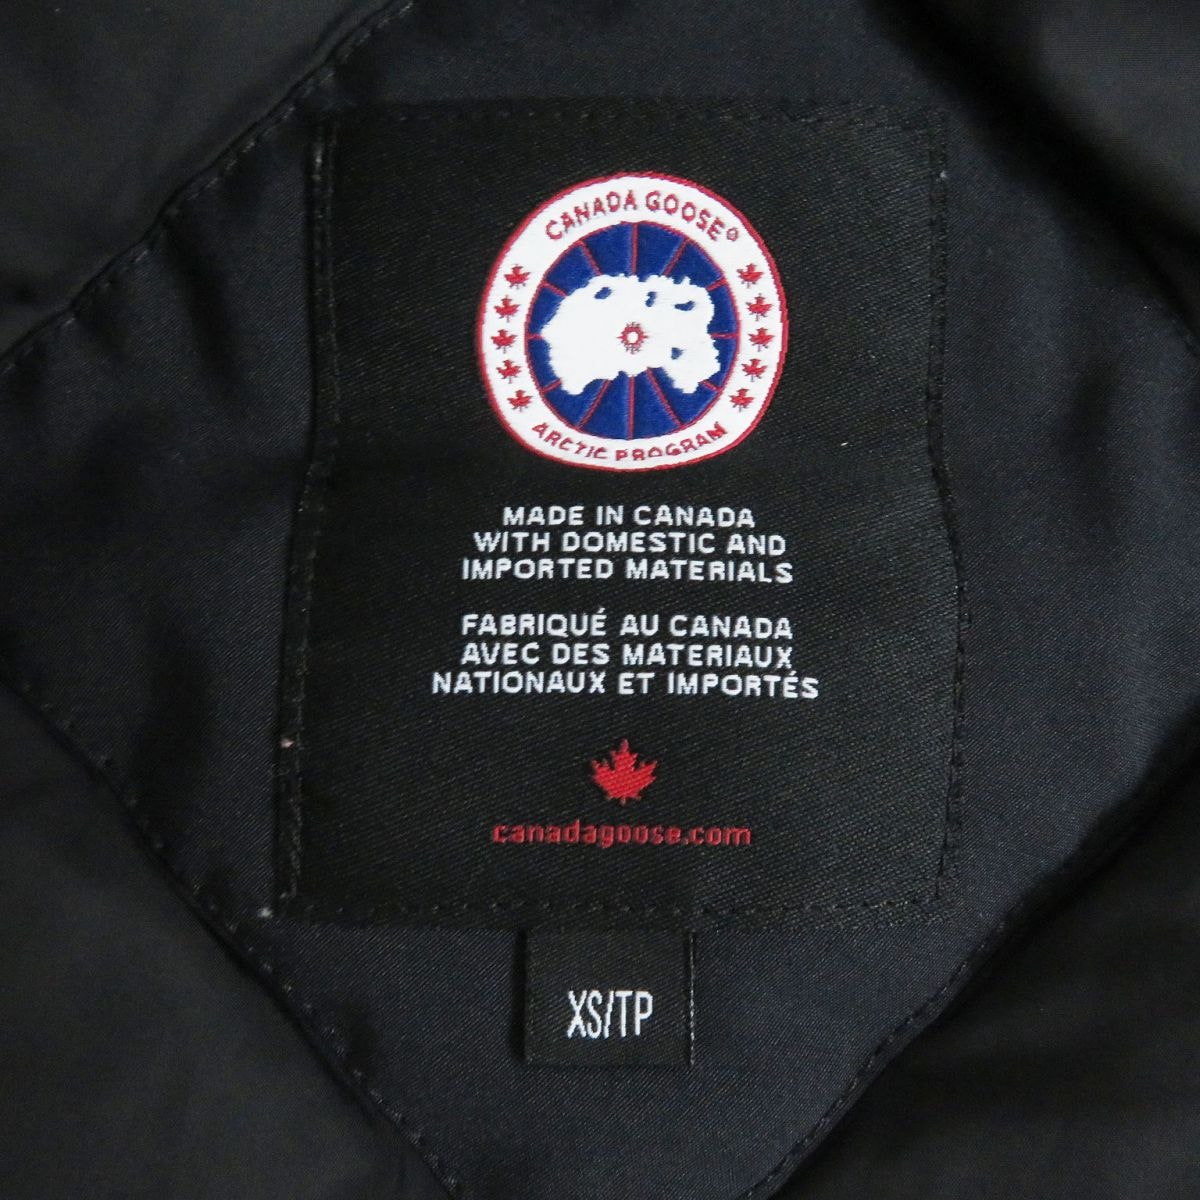 CANADA GOOSE®
ARCTIC PROGRAM
MADE IN CANADA
WITH DOMESTIC AND
IMPORTED MATERIALS
FABRIQUÉ AU CANADA
AVEC DES MATERIAUX
NATIONAUX ET IMPORTÉS
canadagoose.com
XS/TP